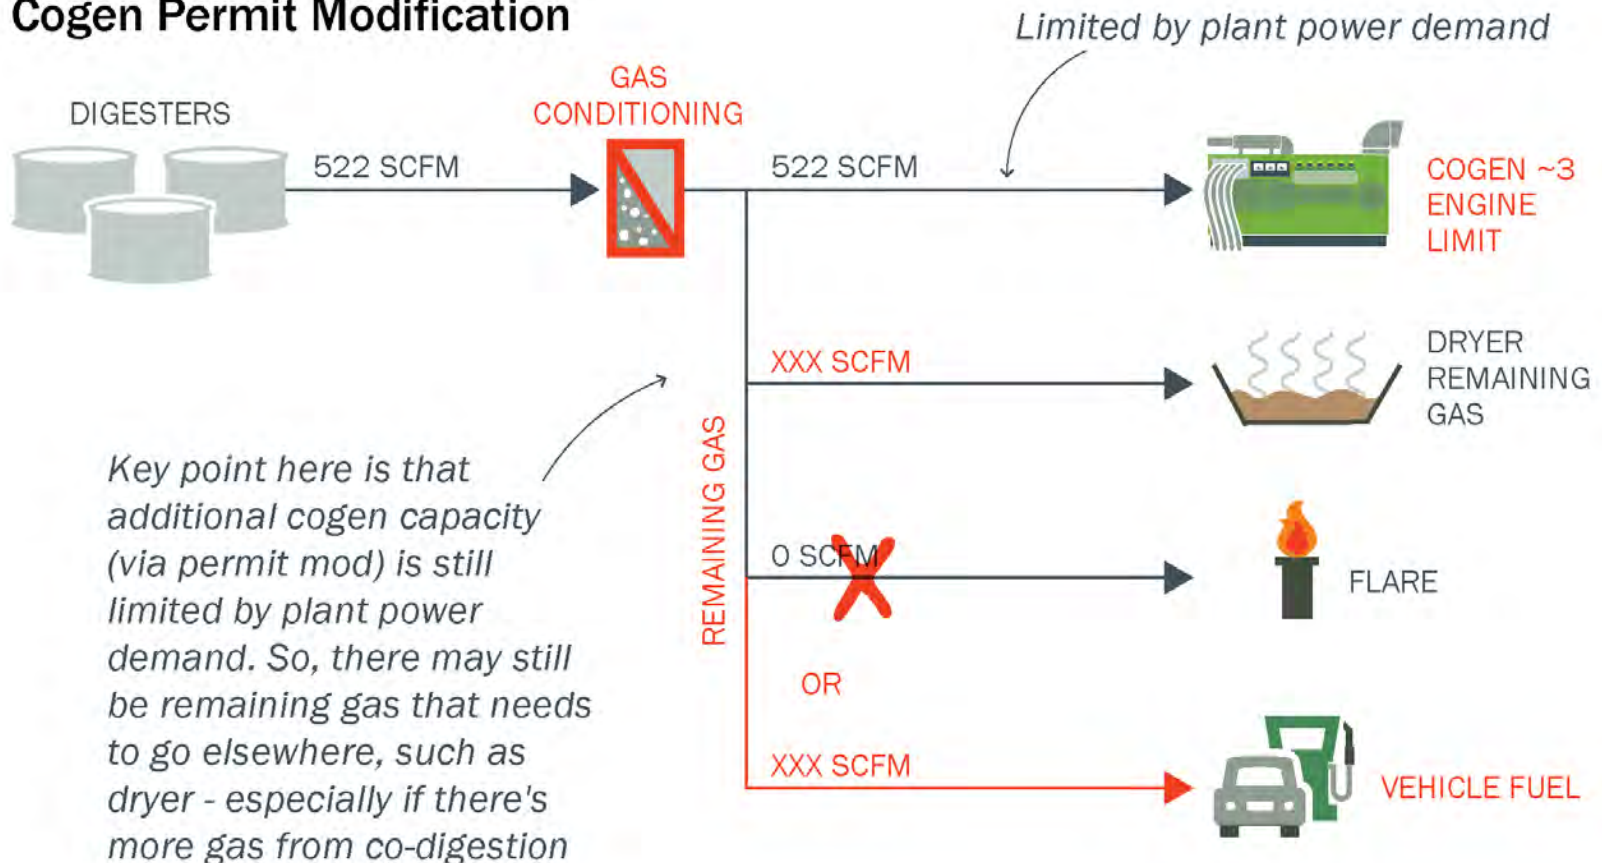 Cogen Permit Modification
Limited by plant power demand
DIGESTERS
GAS
CONDITIONING
522 SCFM
522 SCFM
COGEN ~3
ENGINE
LIMIT
XXX SCFM
DRYER
REMAINING
GAS
REMAINING GAS
Key point here is that
additional cogen capacity
(via permit mod) is still
limited by plant power
demand. So, there may still
be remaining gas that needs
to go elsewhere, such as
dryer - especially if there's
more gas from co-digestion
0 SCFM
FLARE
OR
XXX SCFM
VEHICLE FUEL